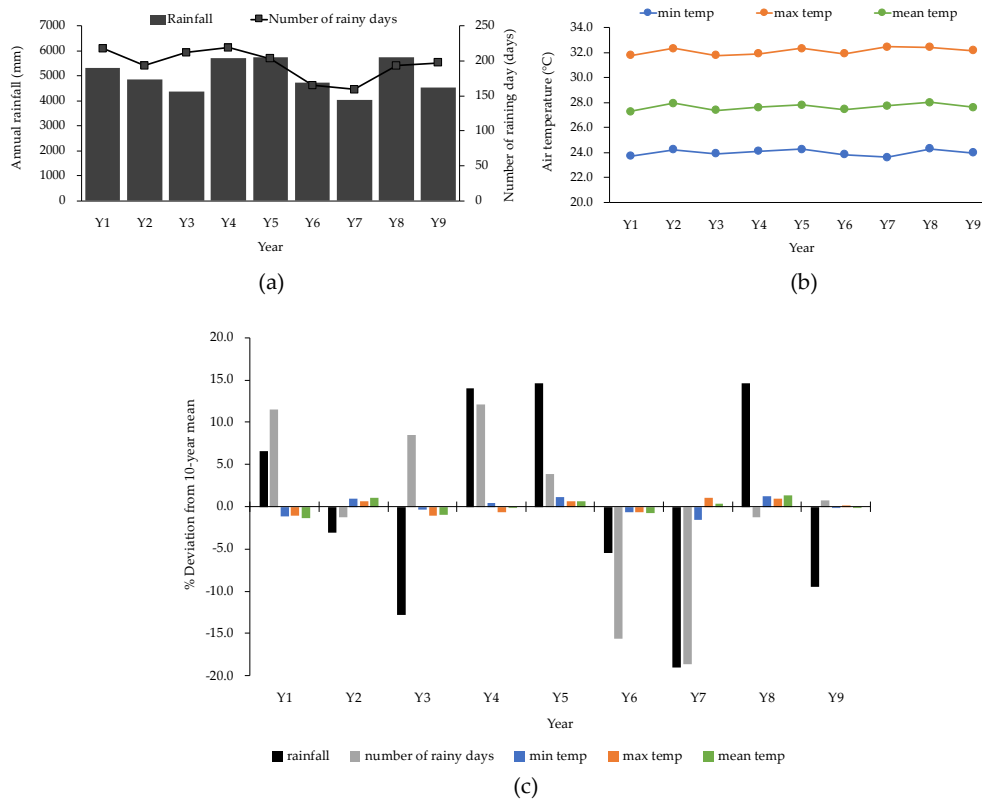 Rainfall
Number of rainy days
Annual rainfall (mm)
7000
6000
5000
4000
3000
2000
1000
0
250
200
150
100
50
0
Number of raining day (days)
Y1 Y2 Y3 Y4 Y5 Y6 Y7 Y8 Y9
Year
(a)
min temp
max temp
mean temp
Air temperature (°C)
32.0
30.0
28.0
26.0
24.0
22.0
20.0
Y1 Y2 Y3 Y4 Y5 Y6 Y7 Y8 Y9
Year
(b)
% Deviation from 10-year mean
20.0
15.0
10.0
5.0
0.0
-5.0
-10.0
-15.0
-20.0
Y1 Y2 Y3 Y4 Y5 Y6 Y7 Y8 Y9
Year
rainfall
number of rainy days
min temp
max temp
mean temp
(c)